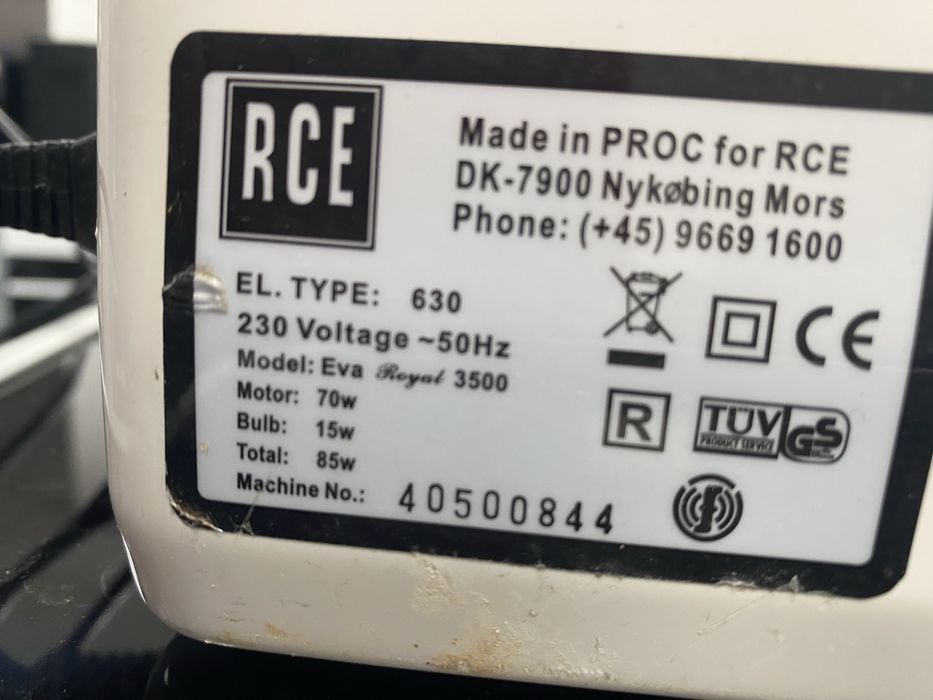 RCE
Made in PROC for RCE
DK-7900 Nykøbing Mors
Phone: (+45) 9669 1600
EL. TYPE: 630
230 Voltage ~50Hz
Model: Eva Royal 3500
Motor: 70w
Bulb: 15w
Total: 85w
Machine No.: 40500844
CE
R
TÜV GS
PRODUCT SERVICE